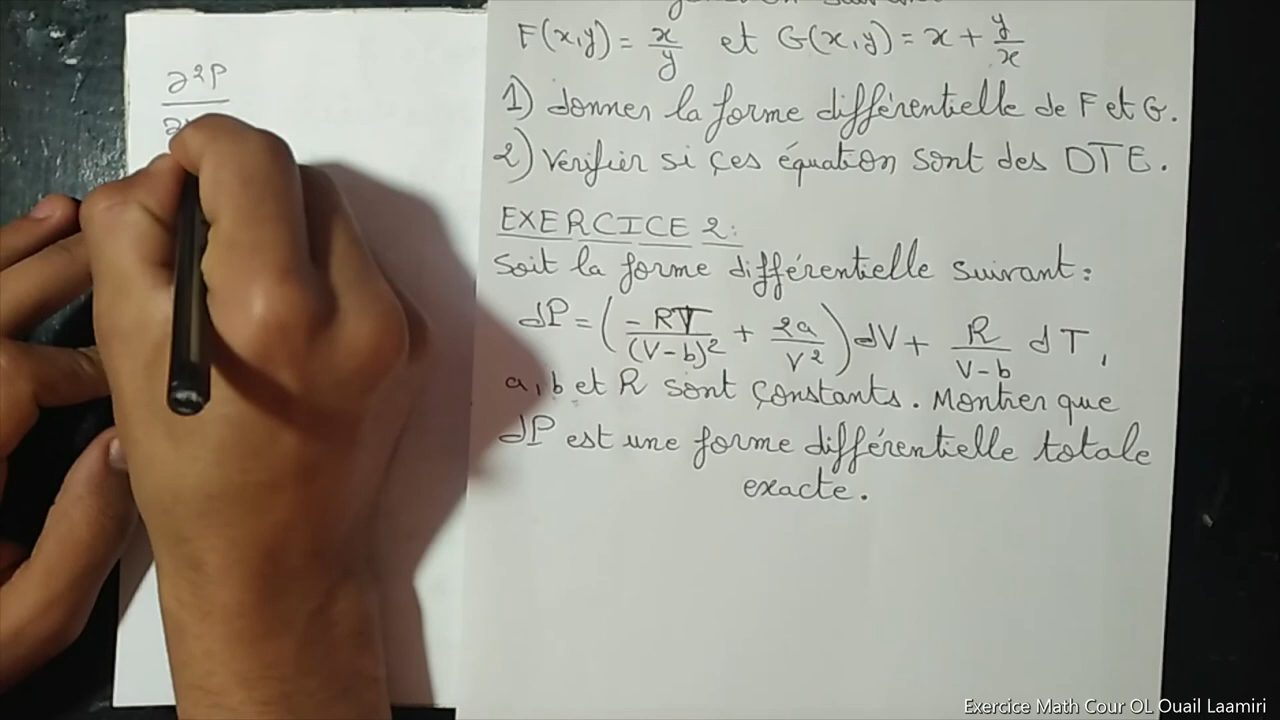 ∂²P
F(x,y) = x/y et G(x,y) = x + y/x
1) donner la forme différentielle de F et G.
2) Vérifier si ces équation sont des DTE.
EXERCICE 2:
Soit la forme différentielle suivant:
dP = (-RT/(V-b)² + 2a/V²) dV + R/(V-b) dT,
a, b et R sont constants. Montrer que
dP est une forme différentielle totale
exacte.
Exercice Math Cour OL Ouail Laamiri